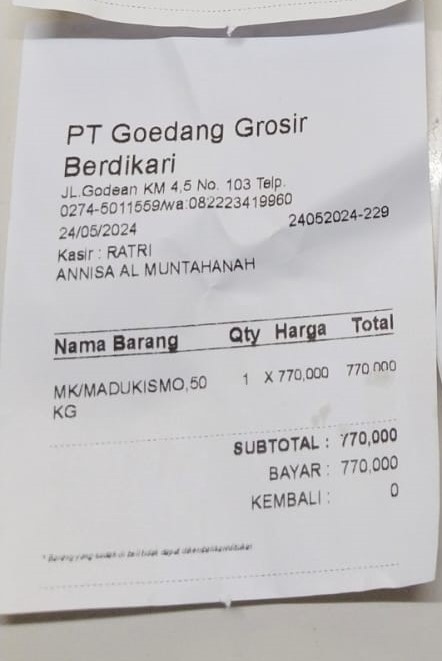 PT Goedang Grosir
Berdikari
JL.Godean KM 4,5 No. 103 Telp.
0274-5011559/wa:082223419960
24/05/2024 24052024-229
Kasir : RATRI
ANNISA AL MUNTAHANAH
Nama Barang Qty Harga Total
MK/MADUKISMO,50 1 X 770,000 770,000
KG
SUBTOTAL : 770,000
BAYAR : 770,000
KEMBALI : 0
* Barang yang sudah di beli tidak dapat